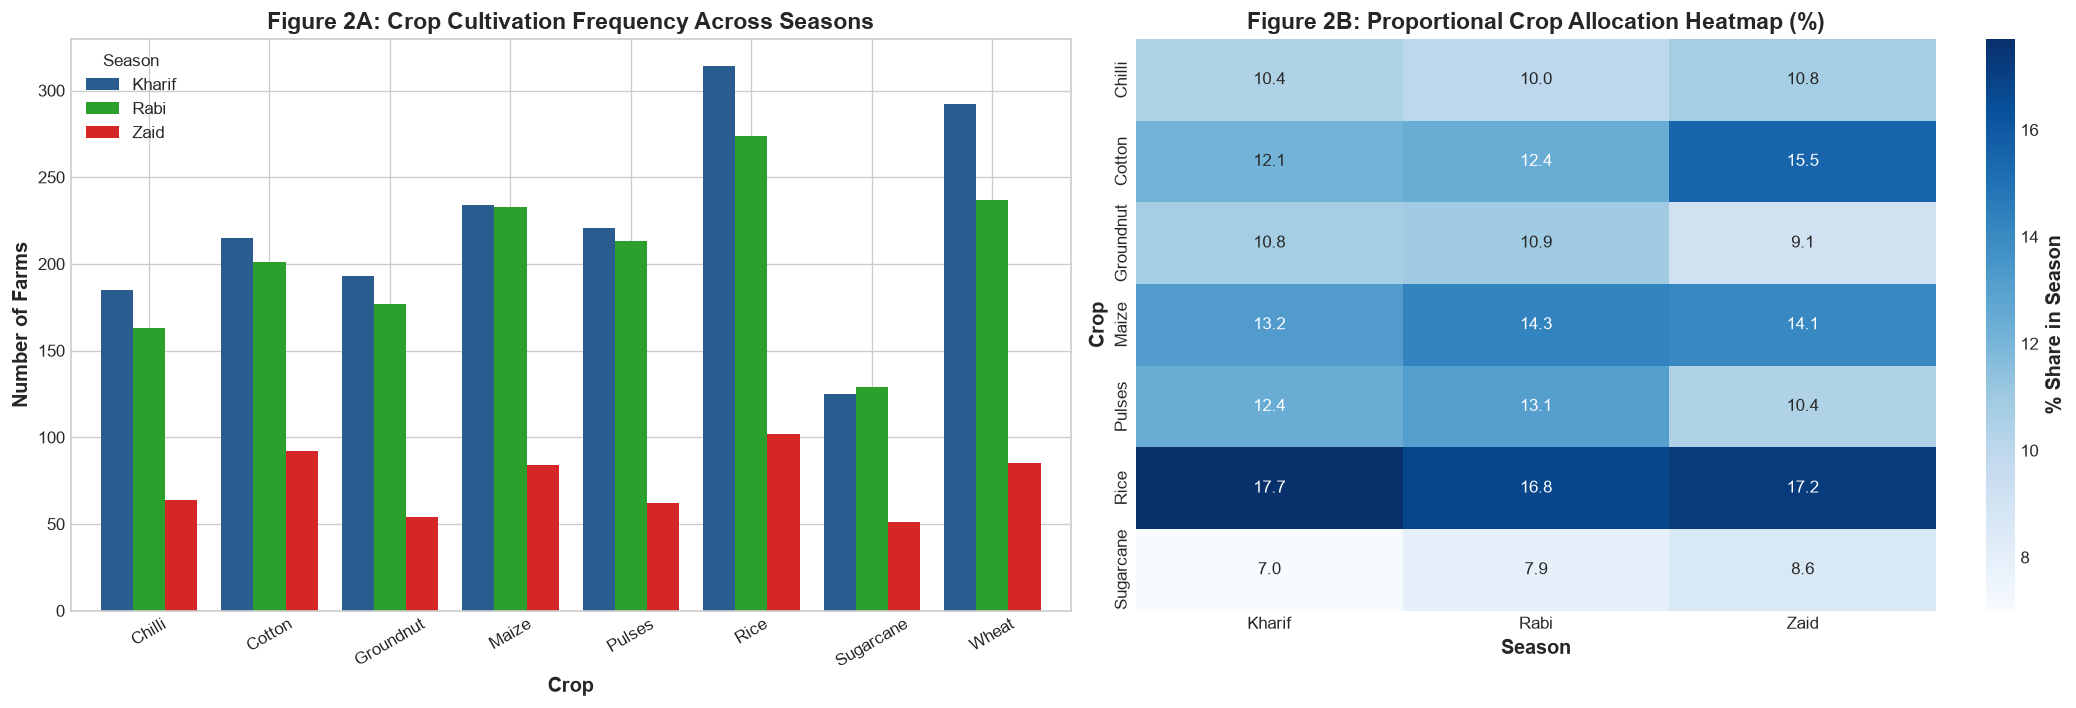 Figure 2A: Crop Cultivation Frequency Across Seasons
Season
Kharif
Rabi
Zaid
Number of Farms
300
250
200
150
100
50
0
Chilli
Cotton
Groundnut
Maize
Pulses
Rice
Sugarcane
Wheat
Crop
Figure 2B: Proportional Crop Allocation Heatmap (%)
Crop
Chilli 10.4 10.0 10.8
Cotton 12.1 12.4 15.5
Groundnut 10.8 10.9 9.1
Maize 13.2 14.3 14.1
Pulses 12.4 13.1 10.4
Rice 17.7 16.8 17.2
Sugarcane 7.0 7.9 8.6
Kharif Rabi Zaid
Season
16
14
12
10
8
% Share in Season